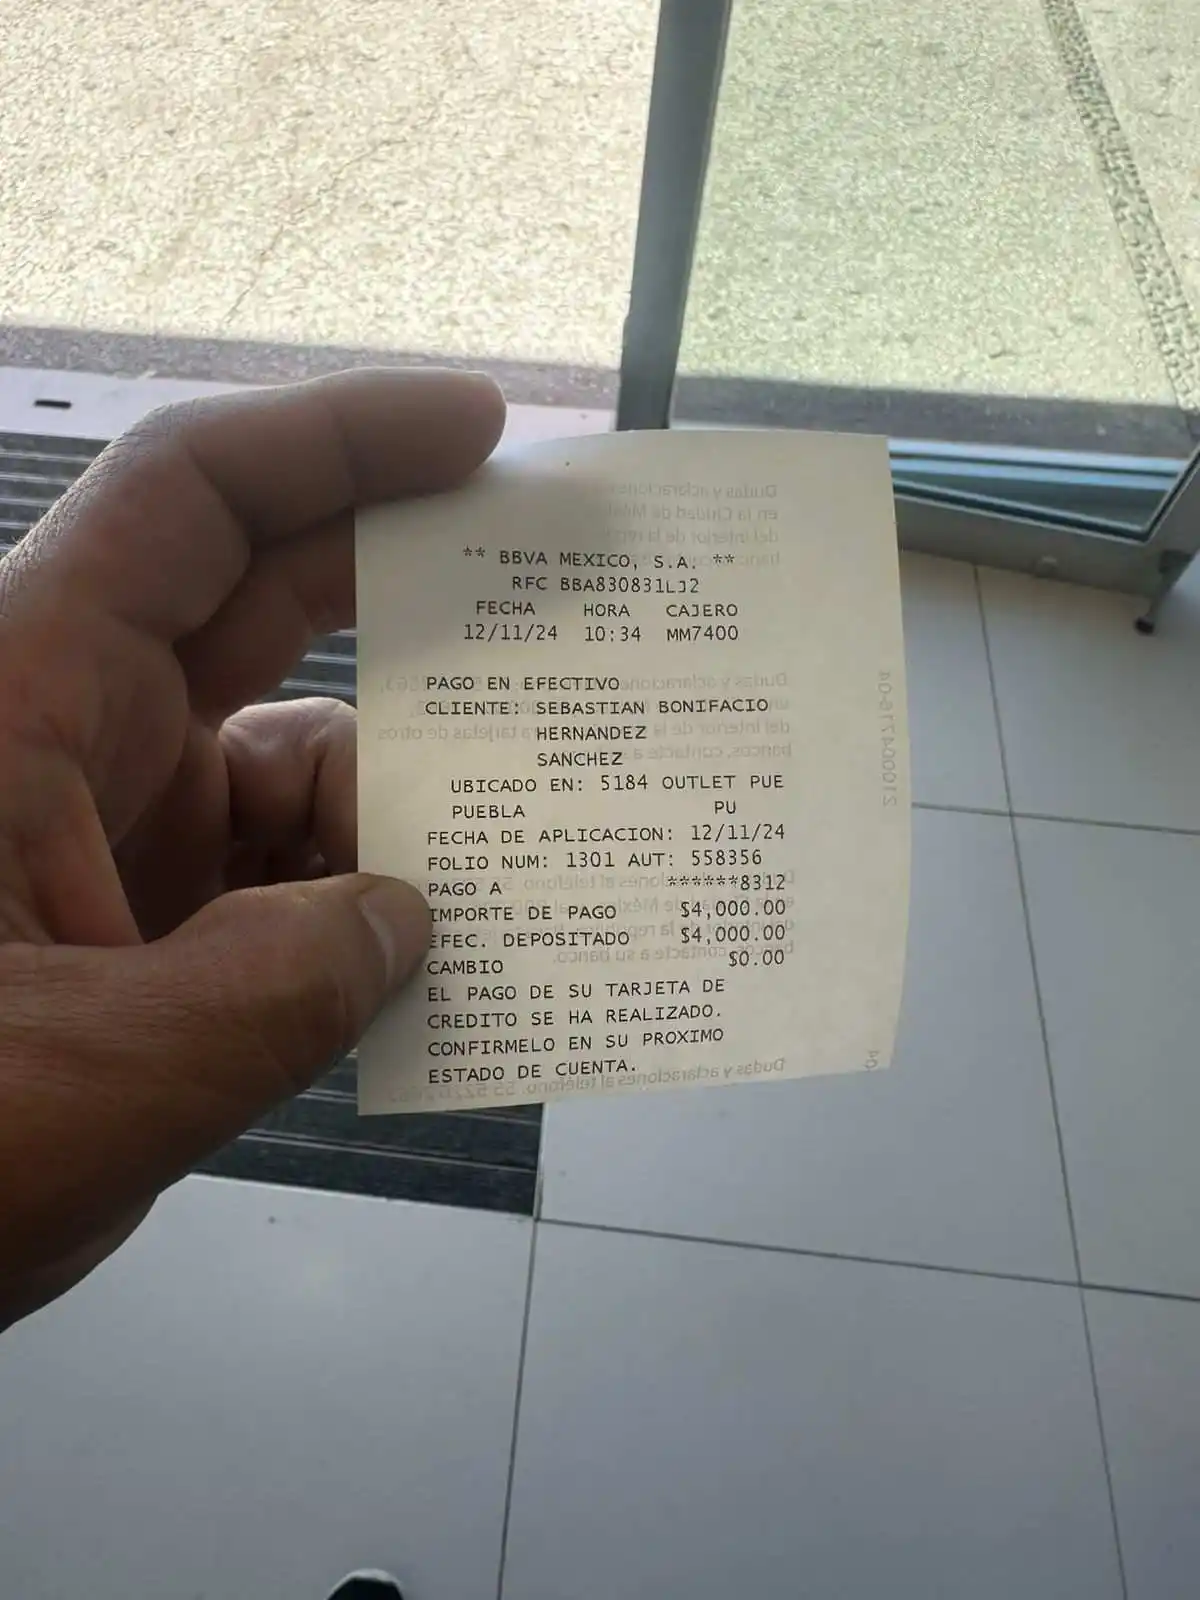 ** BBVA MEXICO, S.A. **
RFC BBA830831LJ2
FECHA HORA CAJERO
12/11/24 10:34 MM7400
PAGO EN EFECTIVO
CLIENTE: SEBASTIAN BONIFACIO
HERNANDEZ
SANCHEZ
UBICADO EN: 5184 OUTLET PUE
PUEBLA PU
FECHA DE APLICACION: 12/11/24
FOLIO NUM: 1301 AUT: 558356
PAGO A ******8312
IMPORTE DE PAGO $4,000.00
EFEC. DEPOSITADO $4,000.00
CAMBIO $0.00
EL PAGO DE SU TARJETA DE
CREDITO SE HA REALIZADO.
CONFIRMELO EN SU PROXIMO
ESTADO DE CUENTA.